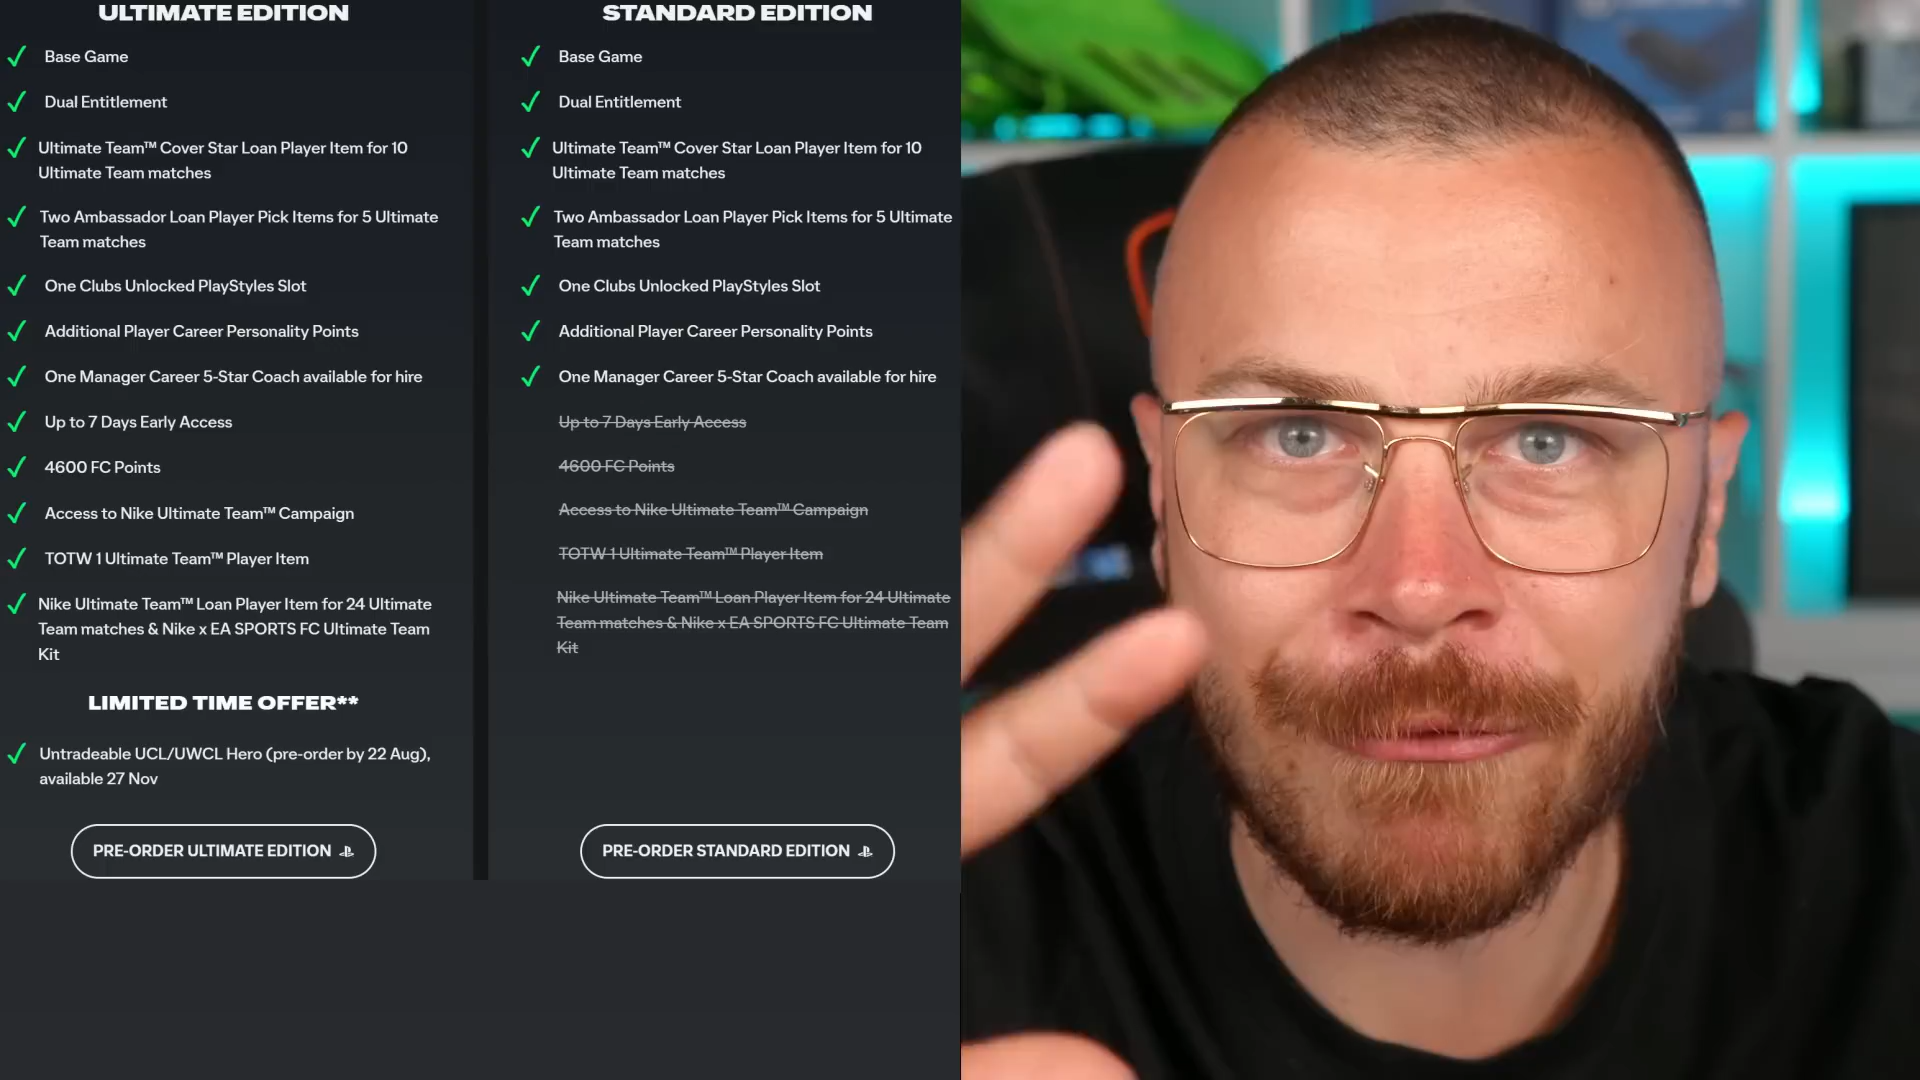 ULTIMATE EDITION
Base Game
Dual Entitlement
Ultimate Team™ Cover Star Loan Player Item for 10
Ultimate Team matches
Two Ambassador Loan Player Pick Items for 5 Ultimate
Team matches
One Clubs Unlocked PlayStyles Slot
Additional Player Career Personality Points
One Manager Career 5-Star Coach available for hire
Up to 7 Days Early Access
4600 FC Points
Access to Nike Ultimate Team™ Campaign
TOTW 1 Ultimate Team™ Player Item
Nike Ultimate Team™ Loan Player Item for 24 Ultimate
Team matches & Nike x EA SPORTS FC Ultimate Team
Kit
LIMITED TIME OFFER**
Untradeable UCL/UWCL Hero (pre-order by 22 Aug),
available 27 Nov
PRE-ORDER ULTIMATE EDITION
STANDARD EDITION
Base Game
Dual Entitlement
Ultimate Team™ Cover Star Loan Player Item for 10
Ultimate Team matches
Two Ambassador Loan Player Pick Items for 5 Ultimate
Team matches
One Clubs Unlocked PlayStyles Slot
Additional Player Career Personality Points
One Manager Career 5-Star Coach available for hire
Up to 7 Days Early Access
4600 FC Points
Access to Nike Ultimate Team™ Campaign
TOTW 1 Ultimate Team™ Player Item
Nike Ultimate Team™ Loan Player Item for 24 Ultimate
Team matches & Nike x EA SPORTS FC Ultimate Team
Kit
PRE-ORDER STANDARD EDITION